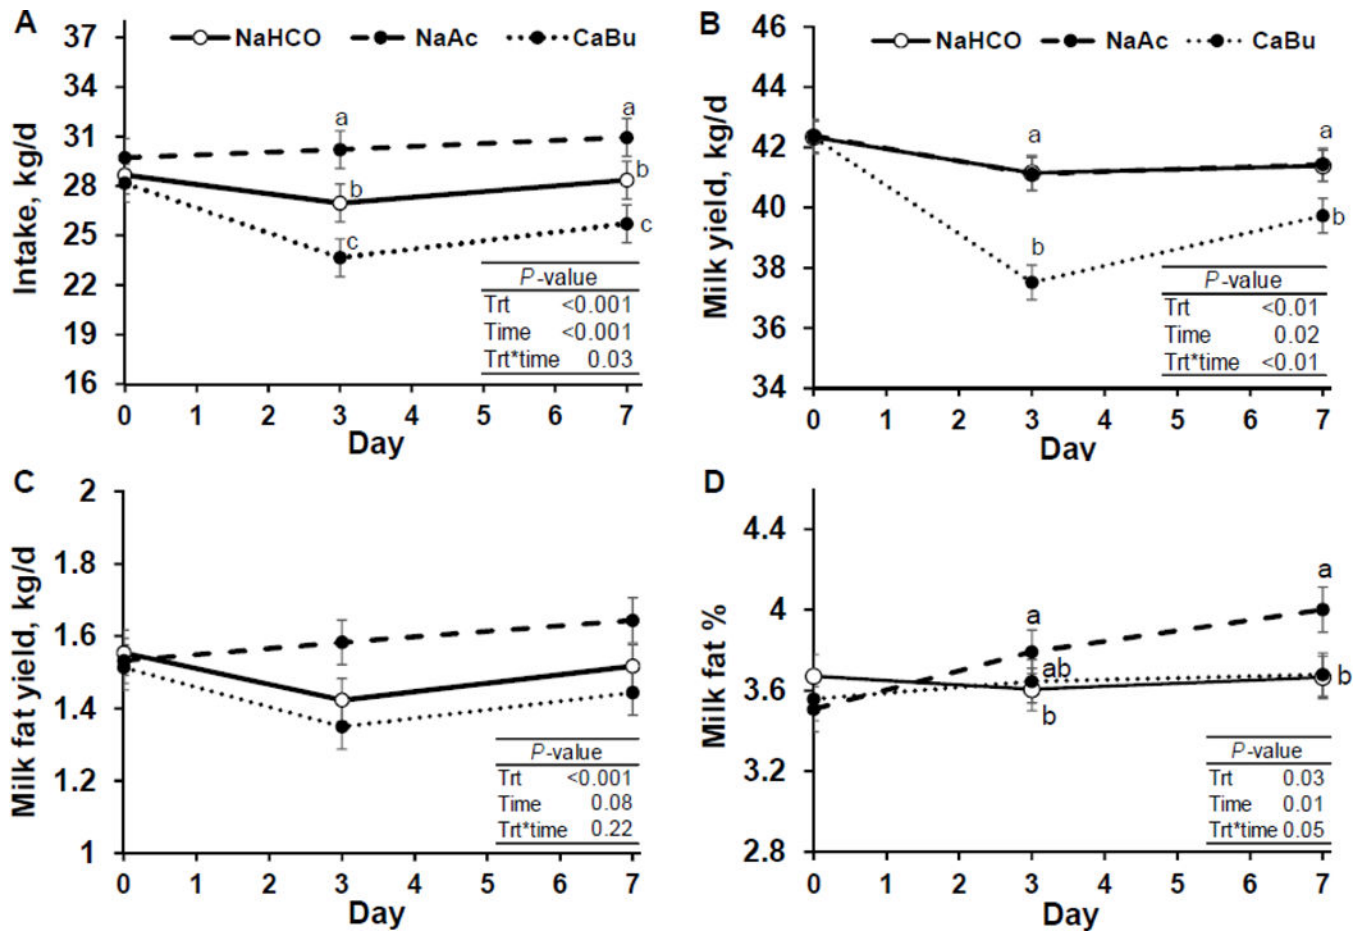 A
NaHCO NaAc CaBu
Intake, kg/d
37
34
31
28
25
22
19
16
a
b
c
a
b
c
P-value
Trt <0.001
Time <0.001
Trt*time 0.03
0 1 2 3 4 5 6 7
Day
B
NaHCO NaAc CaBu
Milk yield, kg/d
46
44
42
40
38
36
34
a
b
a
b
P-value
Trt <0.01
Time 0.02
Trt*time <0.01
0 1 2 3 4 5 6 7
Day
C
Milk fat yield, kg/d
2
1.8
1.6
1.4
1.2
1
P-value
Trt <0.001
Time 0.08
Trt*time 0.22
0 1 2 3 4 5 6 7
Day
D
Milk fat %
4.4
4
3.6
3.2
2.8
a
ab
b
a
b
P-value
Trt 0.03
Time 0.01
Trt*time 0.05
0 1 2 3 4 5 6 7
Day